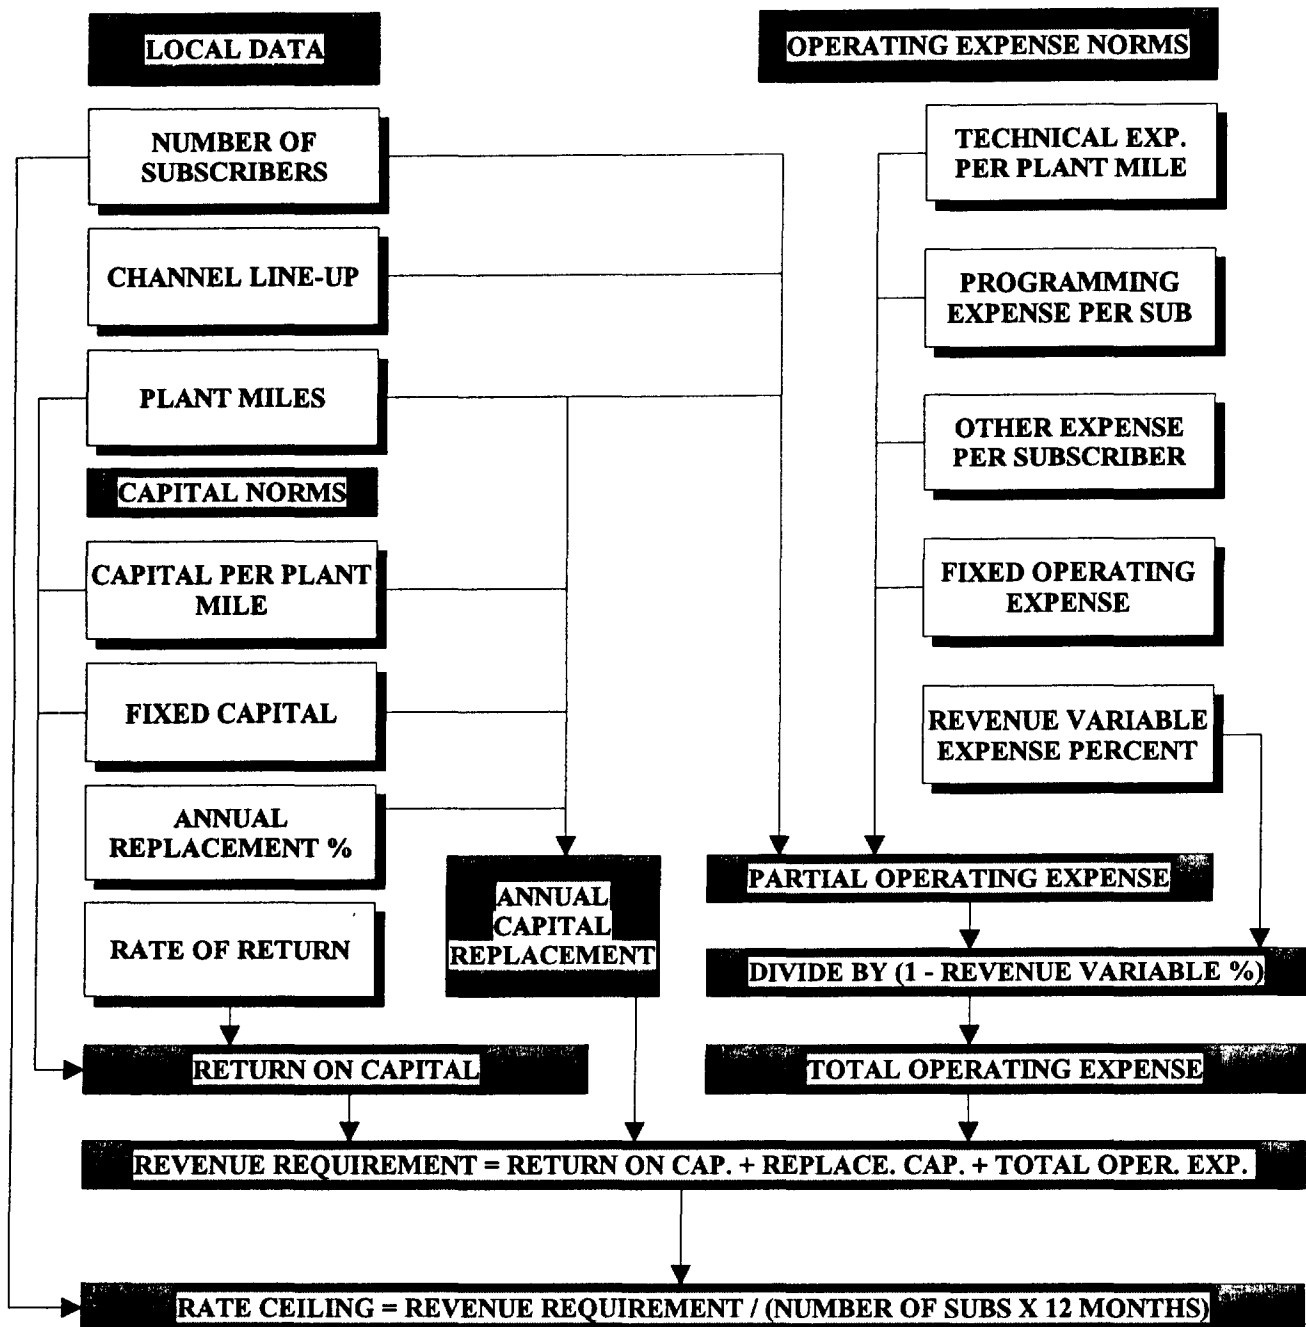 LOCAL DATA
NUMBER OF
SUBSCRIBERS
CHANNEL LINE-UP
PLANT MILES
CAPITAL NORMS
CAPITAL PER PLANT
MILE
FIXED CAPITAL
ANNUAL
REPLACEMENT %
RATE OF RETURN
RETURN ON CAPITAL
ANNUAL
CAPITAL
REPLACEMENT
OPERATING EXPENSE NORMS
TECHNICAL EXP.
PER PLANT MILE
PROGRAMMING
EXPENSE PER SUB
OTHER EXPENSE
PER SUBSCRIBER
FIXED OPERATING
EXPENSE
REVENUE VARIABLE
EXPENSE PERCENT
PARTIAL OPERATING EXPENSE
DIVIDE BY (1 - REVENUE VARIABLE %)
TOTAL OPERATING EXPENSE
REVENUE REQUIREMENT = RETURN ON CAP. + REPLACE. CAP. + TOTAL OPER. EXP.
RATE CEILING = REVENUE REQUIREMENT / (NUMBER OF SUBS X 12 MONTHS)